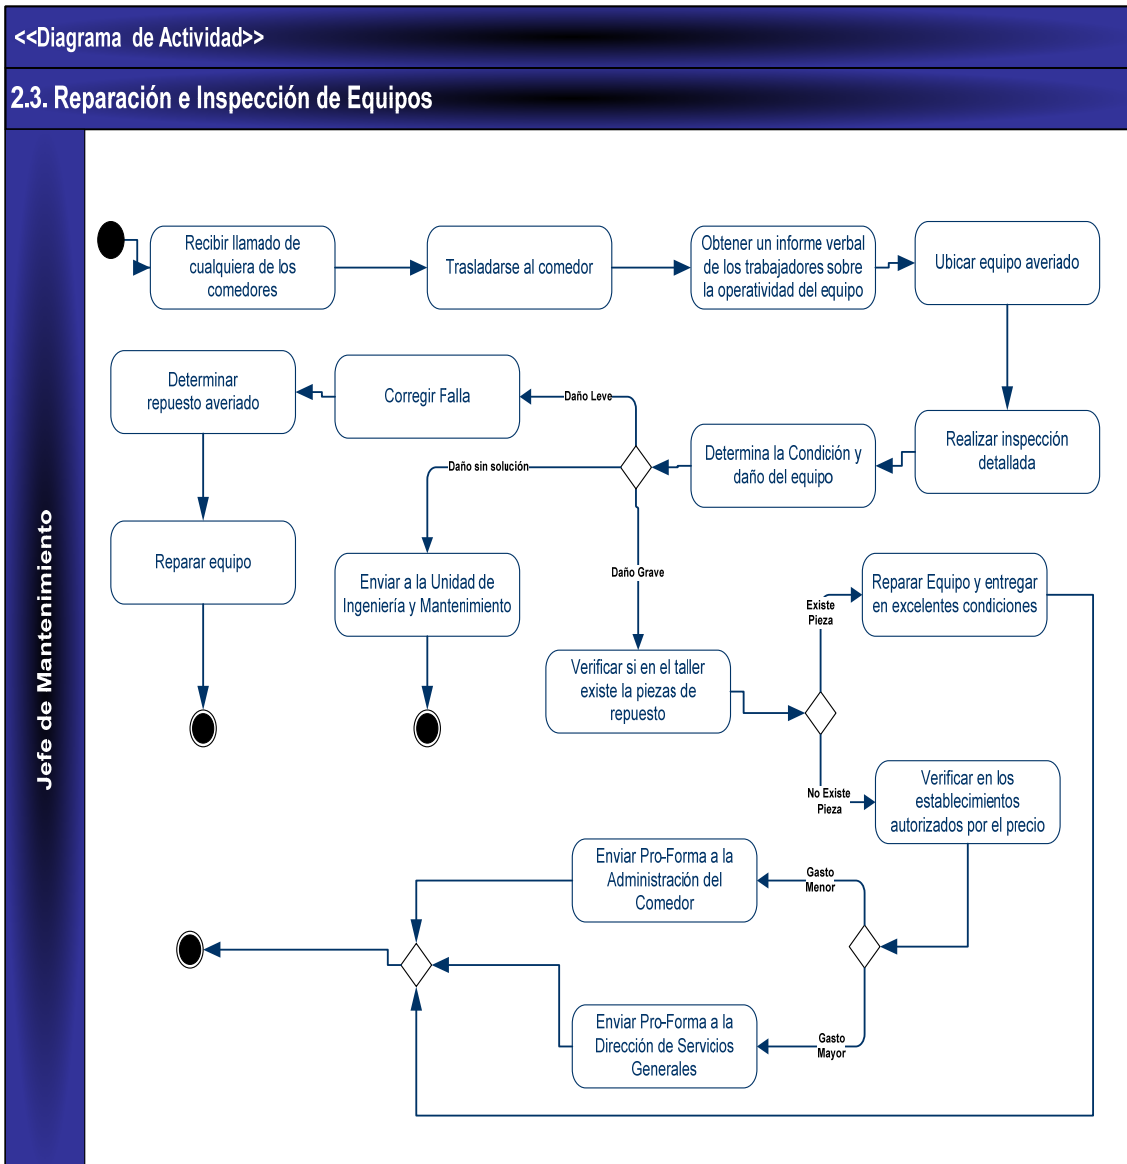 <<Diagrama de Actividad>>
2.3. Reparación e Inspección de Equipos
Jefe de Mantenimiento
Recibir llamado de
cualquiera de los
comedores
Trasladarse al comedor
Obtener un informe verbal
de los trabajadores sobre
la operatividad del equipo
Ubicar equipo averiado
Determinar
repuesto averiado
Corregir Falla
Daño Leve
Determina la Condición y
daño del equipo
Realizar inspección
detallada
Daño sin solución
Reparar equipo
Enviar a la Unidad de
Ingeniería y Mantenimiento
Daño Grave
Reparar Equipo y entregar
en excelentes condiciones
Existe
Pieza
Verificar si en el taller
existe la piezas de
repuesto
No Existe
Pieza
Verificar en los
establecimientos
autorizados por el precio
Enviar Pro-Forma a la
Administración del
Comedor
Gasto
Menor
Enviar Pro-Forma a la
Dirección de Servicios
Generales
Gasto
Mayor